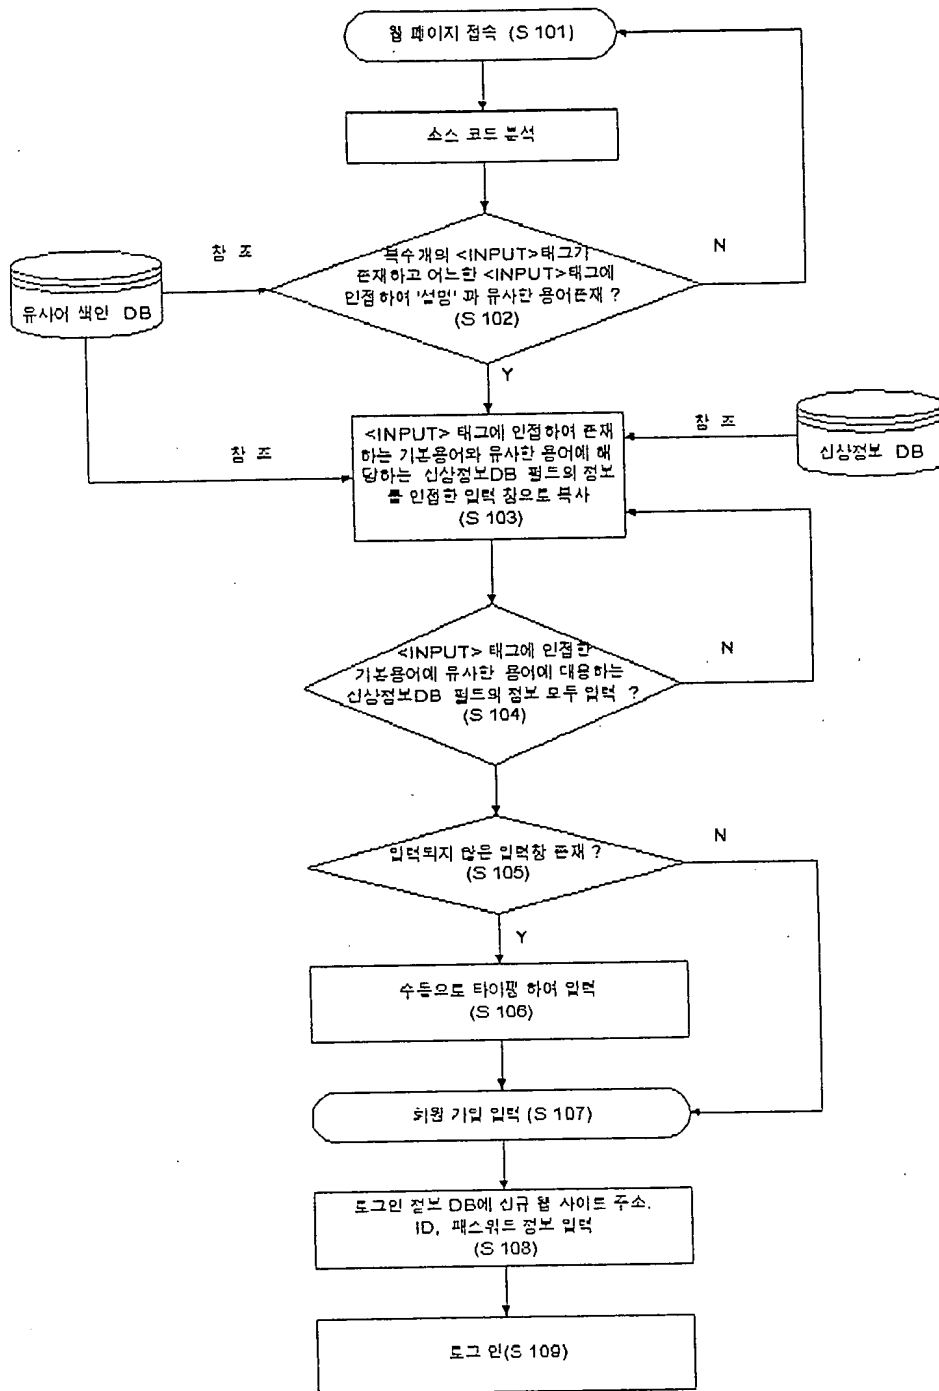 웹 페이지 접속 (S 101)
소스 코드 분석
참 조
N
복수개의 <INPUT>태그가
존재하고 어느한 <INPUT>태그에
인접하여 '성명' 과 유사한 용어존재 ?
(S 102)
유사어 색인 DB
Y
참 조
신상정보 DB
<INPUT> 태그에 인접하여 존재
하는 기본용어와 유사한 용어에 해
당하는 신상정보DB 필드의 정보
를 인접한 입력 창으로 복사
(S 103)
참 조
N
<INPUT> 태그에 인접한
기본용어에 유사한 용어에 대응하는
신상정보DB 필드의 정보 모두 입력 ?
(S 104)
N
입력되지 않은 입력창 존재 ?
(S 105)
Y
수동으로 타이핑 하여 입력
(S 106)
회원 가입 입력 (S 107)
로그인 정보 DB에 신규 웹 사이트 주소,
ID, 패스워드 정보 입력
(S 108)
로그 인(S 109)